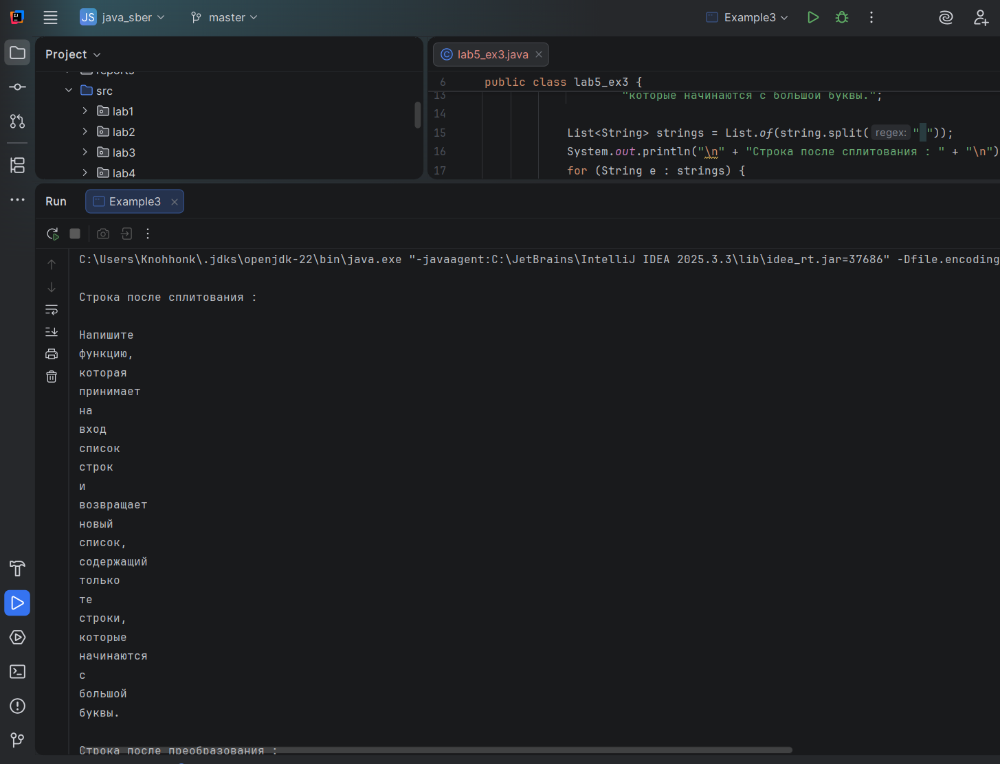 JS java_sber master Example3
Project
lab5_ex3.java
reports
src
lab1
lab2
lab3
lab4
6 public class lab5_ex3 {
13 "которые начинаются с большой буквы.";
14
15 List<String> strings = List.of(string.split( regex: " "));
16 System.out.println("\n" + "Строка после сплитования : " + "\n")
17 for (String e : strings) {
Run Example3
C:\Users\Knohhonk\.jdks\openjdk-22\bin\java.exe "-javaagent:C:\JetBrains\IntelliJ IDEA 2025.3.3\lib\idea_rt.jar=37686" -Dfile.encoding
Строка после сплитования :
Напишите
функцию,
которая
принимает
на
вход
список
строк
и
возвращает
новый
список,
содержащий
только
те
строки,
которые
начинаются
с
большой
буквы.
Строка после преобразования :